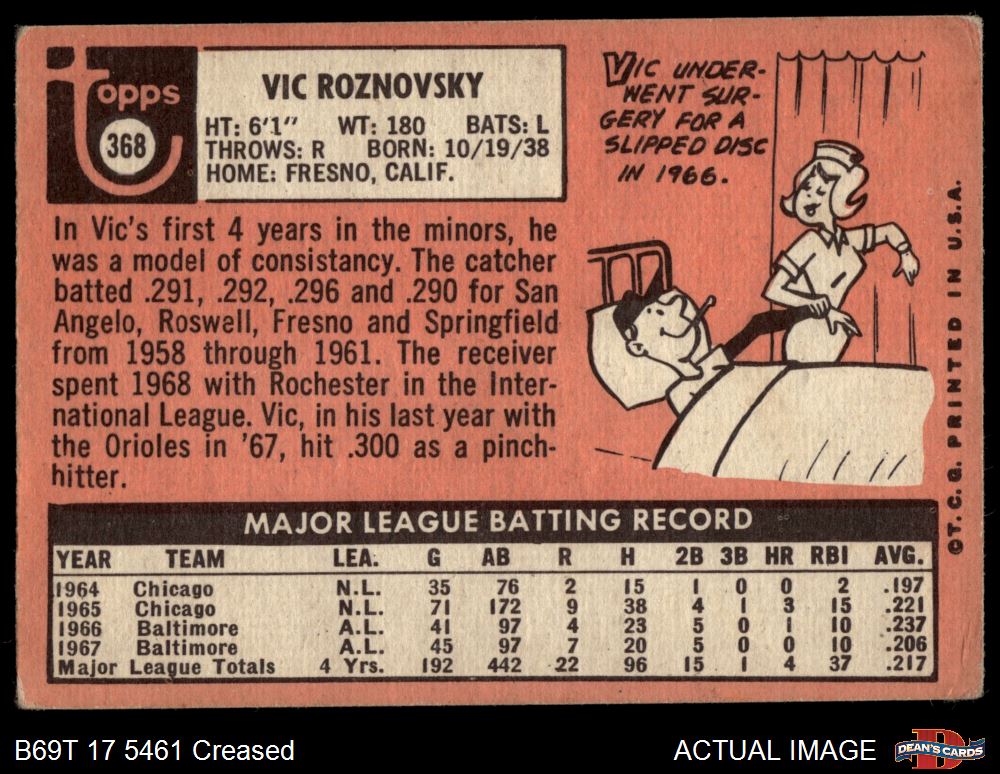 Topps
368
VIC ROZNOVSKY
HT: 6'1" WT: 180 BATS: L
THROWS: R BORN: 10/19/38
HOME: FRESNO, CALIF.
VIC UNDER-
WENT SUR-
GERY FOR A
SLIPPED DISC
IN 1966.
In Vic's first 4 years in the minors, he
was a model of consistancy. The catcher
batted .291, .292, .296 and .290 for San
Angelo, Roswell, Fresno and Springfield
from 1958 through 1961. The receiver
spent 1968 with Rochester in the Inter-
national League. Vic, in his last year with
the Orioles in '67, hit .300 as a pinch-
hitter.
©T.C.G. PRINTED IN U.S.A.
MAJOR LEAGUE BATTING RECORD
YEAR TEAM LEA. G AB R H 2B 3B HR RBI AVG.
1964 Chicago N.L. 35 76 2 15 1 0 0 2 .197
1965 Chicago N.L. 71 172 9 38 4 1 3 15 .221
1966 Baltimore A.L. 41 97 4 23 5 0 1 10 .237
1967 Baltimore A.L. 45 97 7 20 5 0 0 10 .206
Major League Totals 4 Yrs. 192 442 22 96 15 1 4 37 .217
B69T 17 5461 Creased
ACTUAL IMAGE
D
DEAN'S CARDS